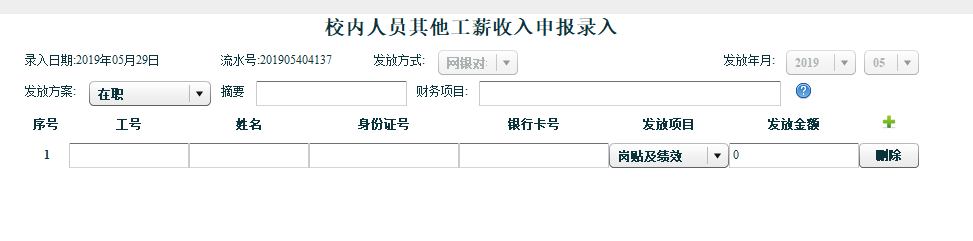 校内人员其他工薪收入申报录入
录入日期:2019年05月29日 流水号:201905404137 发放方式: 网银对 发放年月: 2019 05
发放方案: 在职 摘要 财务项目: ?
序号 工号 姓名 身份证号 银行卡号 发放项目 发放金额
1 岗贴及绩效 0 删除